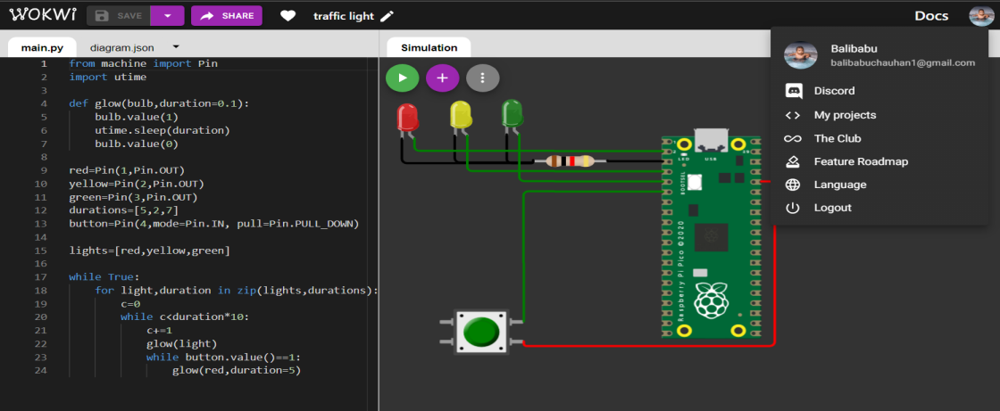 WOKWi SAVE SHARE traffic light Docs
main.py diagram.json Simulation
Balibabu
balibabuchauhan1@gmail.com
Discord
My projects
The Club
Feature Roadmap
Language
Logout
1 from machine import Pin
2 import utime
3
4 def glow(bulb,duration=0.1):
5 bulb.value(1)
6 utime.sleep(duration)
7 bulb.value(0)
8
9 red=Pin(1,Pin.OUT)
10 yellow=Pin(2,Pin.OUT)
11 green=Pin(3,Pin.OUT)
12 durations=[5,2,7]
13 button=Pin(4,mode=Pin.IN, pull=Pin.PULL_DOWN)
14
15 lights=[red,yellow,green]
16
17 while True:
18 for light,duration in zip(lights,durations):
19 c=0
20 while c<duration*10:
21 c+=1
22 glow(light)
23 while button.value()==1:
24 glow(red,duration=5)
LED USB
BOOTSEL
Raspberry Pi Pico ©2020